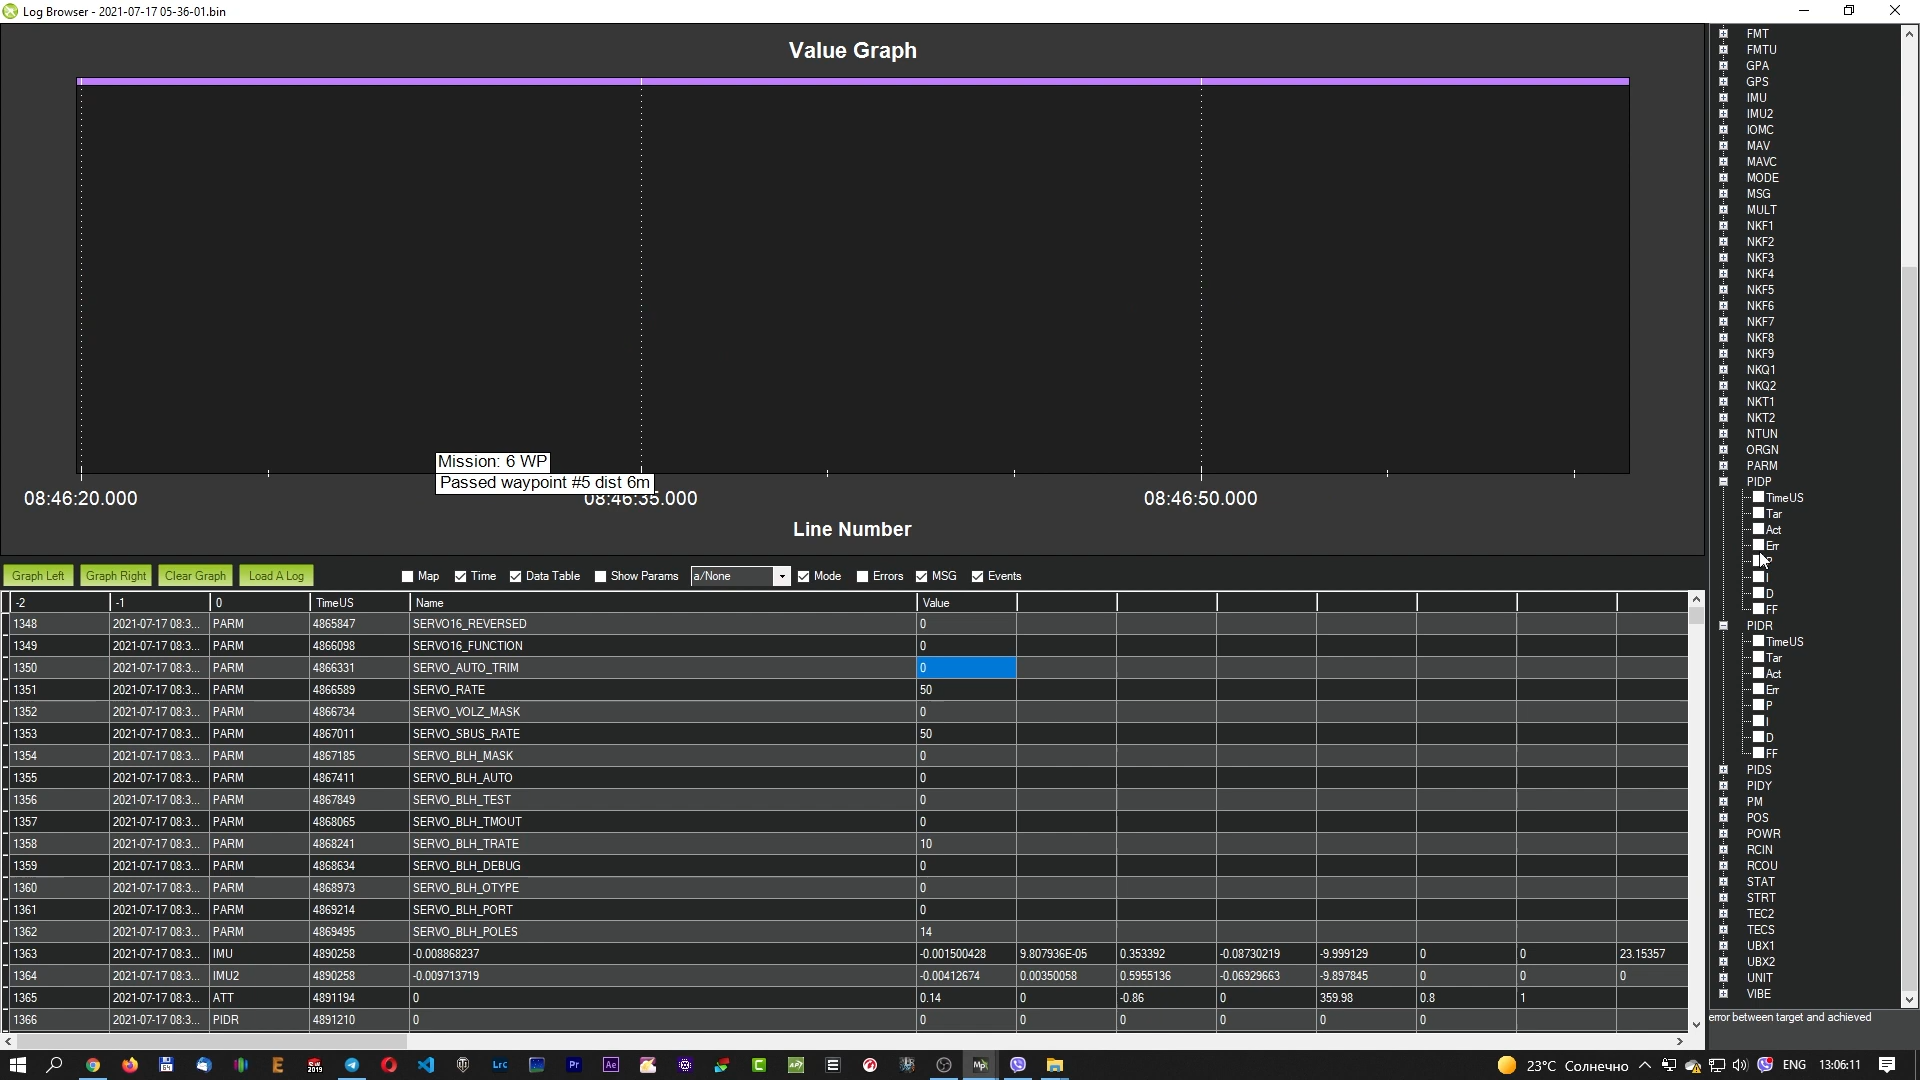 Log Browser - 2021-07-17 05-36-01.bin
Value Graph
Mission: 6 WP
Passed waypoint #5 dist 6m
08:46:20.000
08:46:35.000
08:46:50.000
Line Number
Graph Left
Graph Right
Clear Graph
Load A Log
Map
Time
Data Table
Show Params
a/None
Mode
Errors
MSG
Events
-2 -1 0 TimeUS Name Value
1348 2021-07-17 08:3... PARM 4865847 SERVO16_REVERSED 0
1349 2021-07-17 08:3... PARM 4866098 SERVO16_FUNCTION 0
1350 2021-07-17 08:3... PARM 4866331 SERVO_AUTO_TRIM 0
1351 2021-07-17 08:3... PARM 4866589 SERVO_RATE 50
1352 2021-07-17 08:3... PARM 4866734 SERVO_VOLZ_MASK 0
1353 2021-07-17 08:3... PARM 4867011 SERVO_SBUS_RATE 50
1354 2021-07-17 08:3... PARM 4867185 SERVO_BLH_MASK 0
1355 2021-07-17 08:3... PARM 4867411 SERVO_BLH_AUTO 0
1356 2021-07-17 08:3... PARM 4867849 SERVO_BLH_TEST 0
1357 2021-07-17 08:3... PARM 4868065 SERVO_BLH_TMOUT 0
1358 2021-07-17 08:3... PARM 4868241 SERVO_BLH_TRATE 10
1359 2021-07-17 08:3... PARM 4868634 SERVO_BLH_DEBUG 0
1360 2021-07-17 08:3... PARM 4868973 SERVO_BLH_OTYPE 0
1361 2021-07-17 08:3... PARM 4869214 SERVO_BLH_PORT 0
1362 2021-07-17 08:3... PARM 4869495 SERVO_BLH_POLES 14
1363 2021-07-17 08:3... IMU 4890258 -0.008868237 -0.001500428 9.807936E-05 0.353392 -0.08730219 -9.999129 0 0 23.15357
1364 2021-07-17 08:3... IMU2 4890258 -0.009713719 -0.00412674 0.00350058 0.5955136 -0.06929663 -9.897845 0 0 0
1365 2021-07-17 08:3... ATT 4891194 0 0.14 0 -0.86 0 359.98 0.8 1
1366 2021-07-17 08:3... PIDR 4891210 0 0 0 0 0 0 0
FMT
FMTU
GPA
GPS
IMU
IMU2
IOMC
MAV
MAVC
MODE
MSG
MULT
NKF1
NKF2
NKF3
NKF4
NKF5
NKF6
NKF7
NKF8
NKF9
NKQ1
NKQ2
NKT1
NKT2
NTUN
ORGN
PARM
PIDP
TimeUS
Tar
Act
Err
P
I
D
FF
PIDR
TimeUS
Tar
Act
Err
P
I
D
FF
PIDS
PIDY
PM
POS
POWR
RCIN
RCOU
STAT
STRT
TEC2
TECS
UBX1
UBX2
UNIT
VIBE
error between target and achieved
2019
Lrc
Pr
Ae
23°C Солнечно
ENG
13:06:11